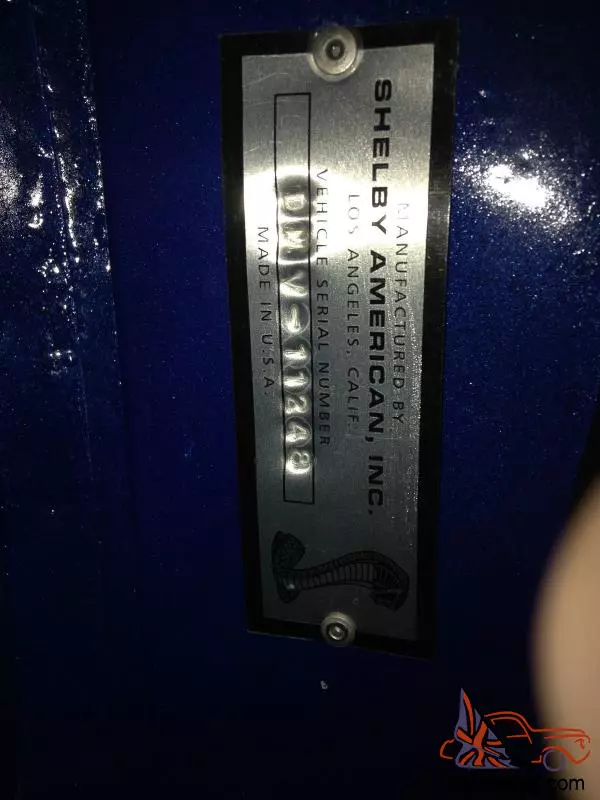 MANUFACTURED BY
SHELBY AMERICAN, INC.
LOS ANGELES, CALIF.
VEHICLE SERIAL NUMBER
MADE IN U.S.A.